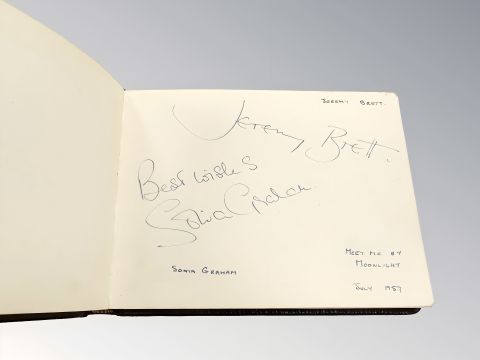 JEREMY BRETT.
Jeremy Brett.
Best Wishes
Sonia Graham.
SONIA GRAHAM
MEET ME BY
MOONLIGHT
JULY 1957